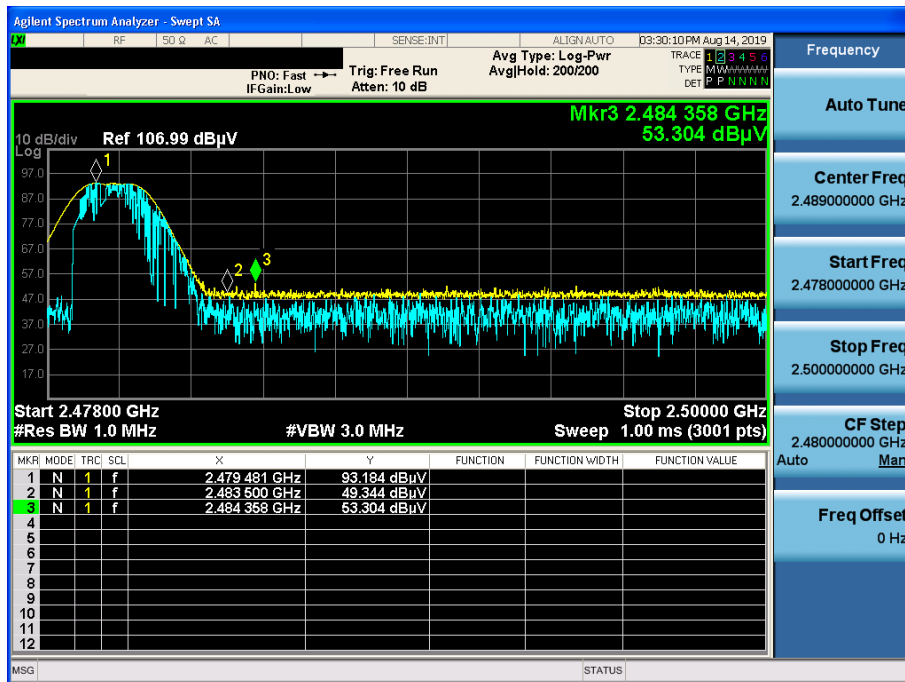 Agilent Spectrum Analyzer - Swept SA
LXI RF 50 Ω AC SENSE:INT ALIGN AUTO 03:30:10 PM Aug 14, 2019
PNO: Fast Trig: Free Run Avg Type: Log-Pwr TRACE 1 2 3 4 5 6
IFGain:Low Atten: 10 dB Avg|Hold: 200/200 TYPE M W W W W W
DET P P N N N N
Mkr3 2.484 358 GHz
53.304 dBµV
10 dB/div Ref 106.99 dBµV
Log
97.0
87.0
77.0
67.0
57.0
47.0
37.0
27.0
17.0
1
2
3
Start 2.47800 GHz Stop 2.50000 GHz
#Res BW 1.0 MHz #VBW 3.0 MHz Sweep 1.00 ms (3001 pts)
MKR MODE TRC SCL X Y FUNCTION FUNCTION WIDTH FUNCTION VALUE
1 N 1 f 2.479 481 GHz 93.184 dBµV
2 N 1 f 2.483 500 GHz 49.344 dBµV
3 N 1 f 2.484 358 GHz 53.304 dBµV
4
5
6
7
8
9
10
11
12
MSG STATUS
Frequency
Auto Tune
Center Freq
2.489000000 GHz
Start Freq
2.478000000 GHz
Stop Freq
2.500000000 GHz
CF Step
2.480000000 GHz
Auto Man
Freq Offset
0 Hz